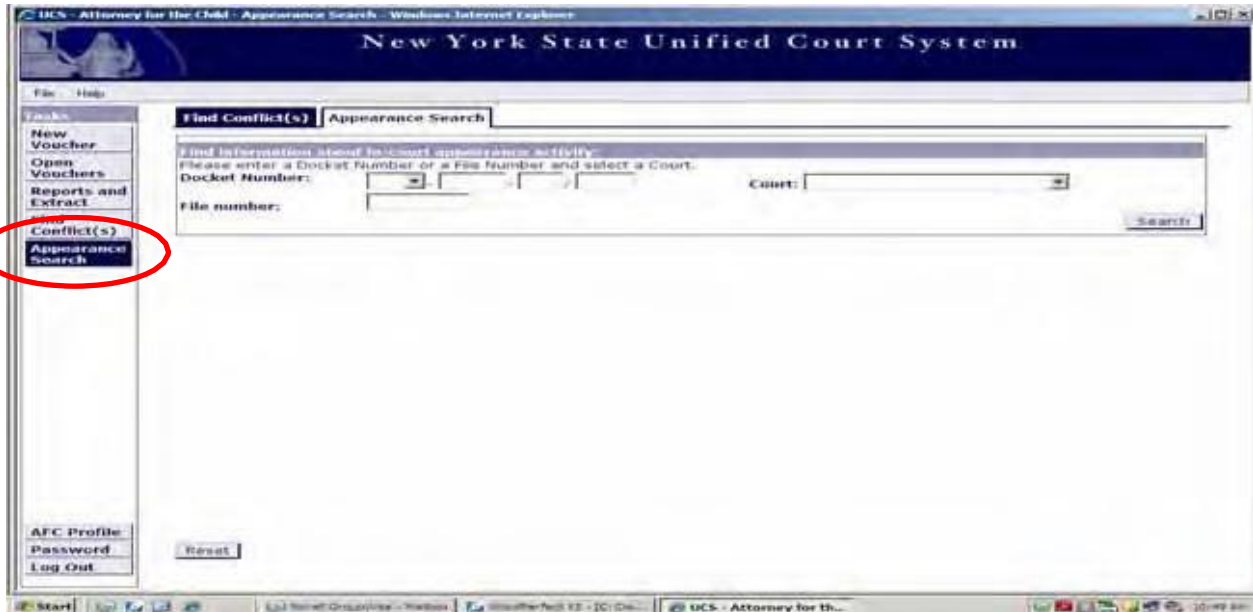 UCS - Attorney for the Child - Appearance Search - Windows Internet Explorer
New York State Unified Court System
File Help
Tasks
New
Voucher
Open
Vouchers
Reports and
Extract
Find
Conflict(s)
Appearance
Search
AFC Profile
Password
Log Out
Find Conflict(s) Appearance Search
Find information about in-court appearance activity.
Please enter a Docket Number or a File Number and select a Court.
Docket Number: - - / Court:
File number:
Search
Reset
Start UCS - Attorney for th...